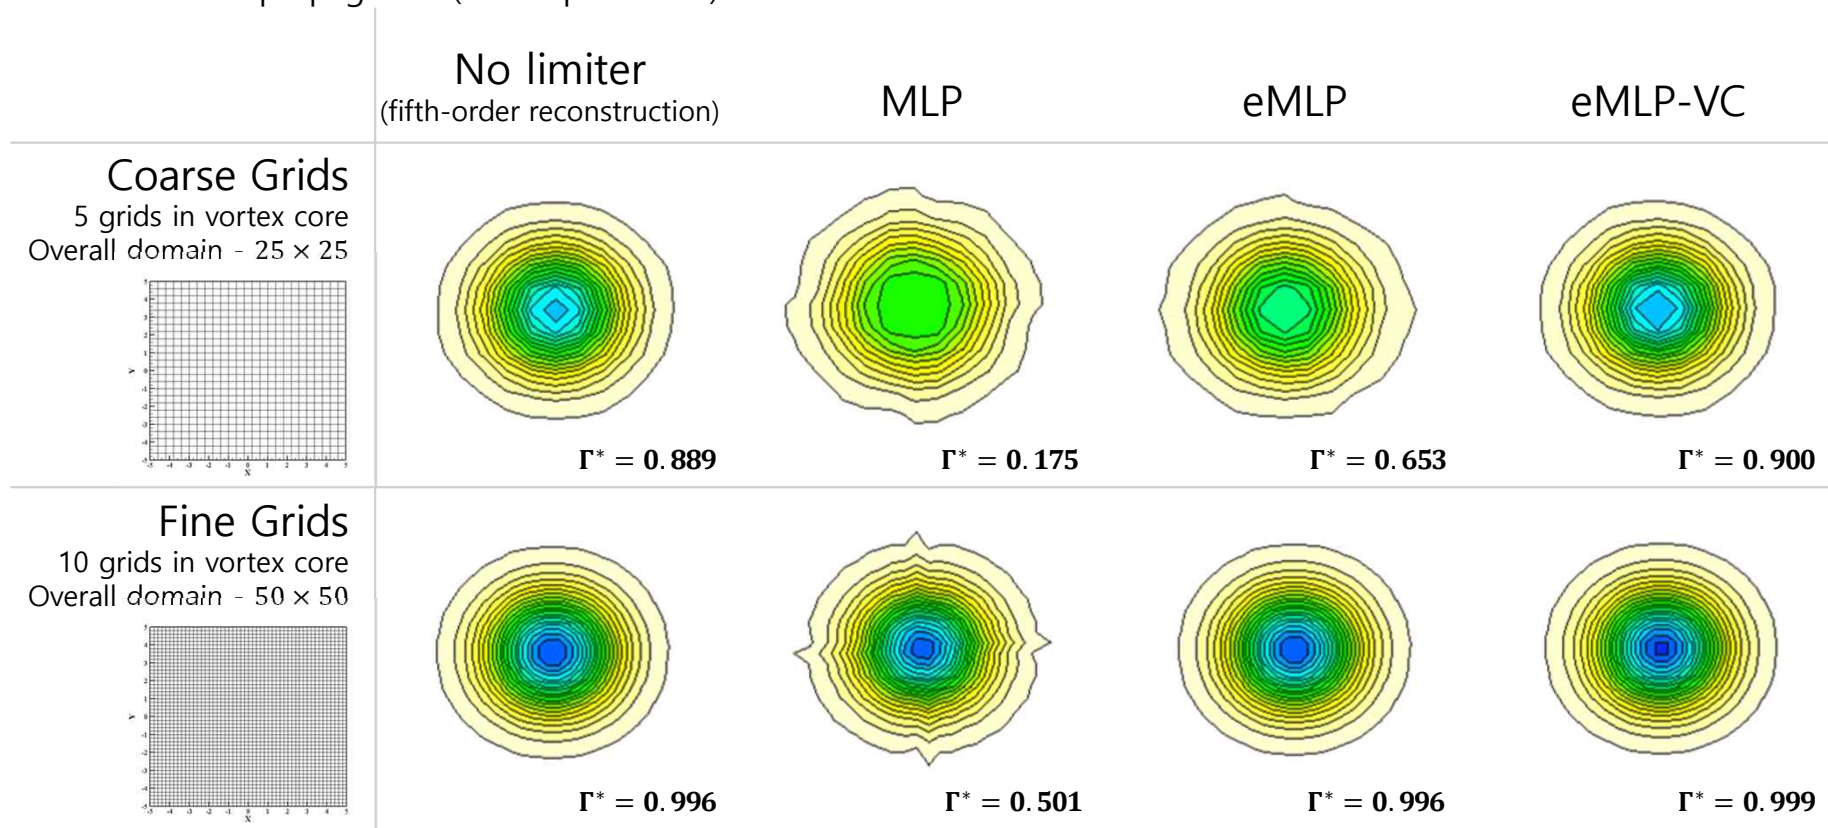 No limiter
(fifth-order reconstruction)
MLP
eMLP
eMLP-VC
Coarse Grids
5 grids in vortex core
Overall domain - 25 × 25
Γ* = 0.889
Γ* = 0.175
Γ* = 0.653
Γ* = 0.900
Fine Grids
10 grids in vortex core
Overall domain - 50 × 50
Γ* = 0.996
Γ* = 0.501
Γ* = 0.996
Γ* = 0.999